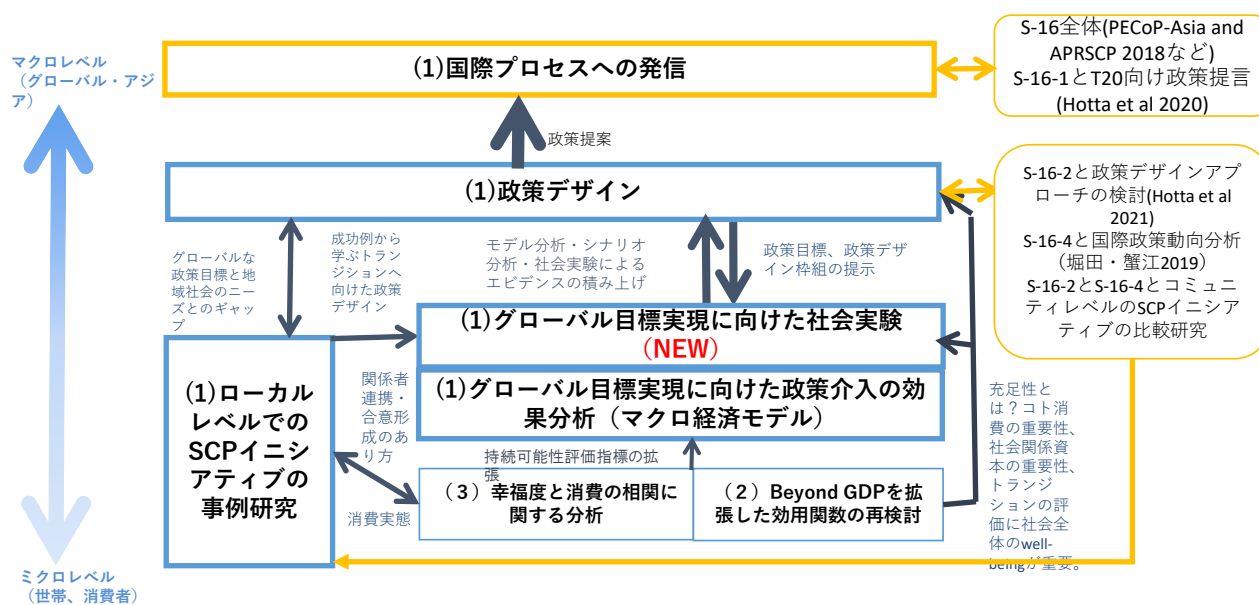 マクロレベル
（グローバル・アジ
ア）
(1)国際プロセスへの発信
S-16全体(PECoP-Asia and
APRSCP 2018など)
S-16-1とT20向け政策提言
(Hotta et al 2020)
政策提案
(1)政策デザイン
S-16-2と政策デザインアプ
ローチの検討(Hotta et al
2021)
S-16-4と国際政策動向分析
（堀田・蟹江2019）
S-16-2とS-16-4とコミュニ
ティレベルのSCPイニシア
ティブの比較研究
グローバルな
政策目標と地
域社会のニー
ズとのギャッ
プ
成功例から
学ぶトラン
ジションへ
向けた政策
デザイン
モデル分析・シナリオ
分析・社会実験による
エビデンスの積み上げ
政策目標、政策デザ
イン枠組の提示
(1)グローバル目標実現に向けた社会実験
（NEW）
(1)グローバル目標実現に向けた政策介入の効
果分析（マクロ経済モデル）
(1)ローカル
レベルでの
SCPイニシ
アティブの
事例研究
関係者
連携・
合意形
成のあ
り方
持続可能性評価指標の拡
張
消費実態
（３）幸福度と消費の相関に
関する分析
（２）Beyond GDPを拡
張した効用関数の再検討
充足性と
は？コト消
費の重要性、
社会関係資
本の重要性、
トランジ
ションの評
価に社会全
体のwell-
beingが重要。
ミクロレベル
（世帯、消費者）